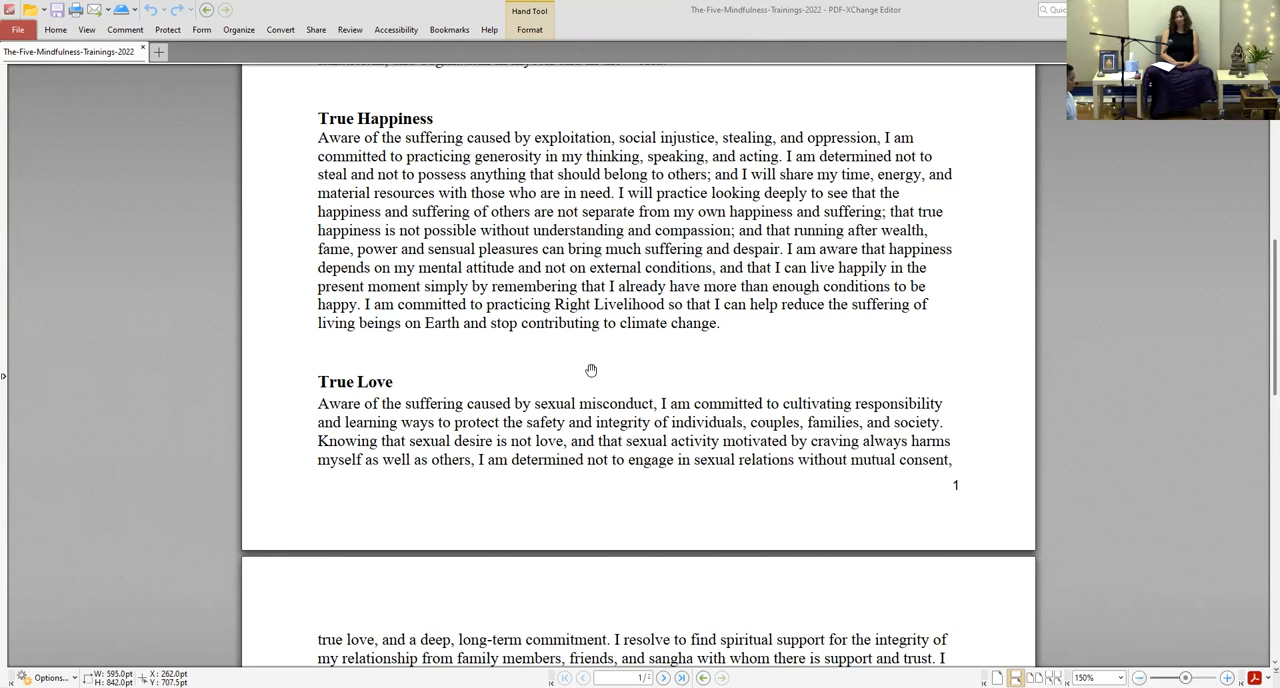 Hand Tool
The-Five-Mindfulness-Trainings-2022 - PDF-XChange Editor
File Home View Comment Protect Form Organize Convert Share Review Accessibility Bookmarks Help Format
The-Five-Mindfulness-Trainings-2022
True Happiness
Aware of the suffering caused by exploitation, social injustice, stealing, and oppression, I am
committed to practicing generosity in my thinking, speaking, and acting. I am determined not to
steal and not to possess anything that should belong to others; and I will share my time, energy, and
material resources with those who are in need. I will practice looking deeply to see that the
happiness and suffering of others are not separate from my own happiness and suffering; that true
happiness is not possible without understanding and compassion; and that running after wealth,
fame, power and sensual pleasures can bring much suffering and despair. I am aware that happiness
depends on my mental attitude and not on external conditions, and that I can live happily in the
present moment simply by remembering that I already have more than enough conditions to be
happy. I am committed to practicing Right Livelihood so that I can help reduce the suffering of
living beings on Earth and stop contributing to climate change.
True Love
Aware of the suffering caused by sexual misconduct, I am committed to cultivating responsibility
and learning ways to protect the safety and integrity of individuals, couples, families, and society.
Knowing that sexual desire is not love, and that sexual activity motivated by craving always harms
myself as well as others, I am determined not to engage in sexual relations without mutual consent,
1
true love, and a deep, long-term commitment. I resolve to find spiritual support for the integrity of
my relationship from family members, friends, and sangha with whom there is support and trust. I
Options... W: 595.0pt X: 262.0pt 1/2 150%
H: 842.0pt Y: 707.5pt